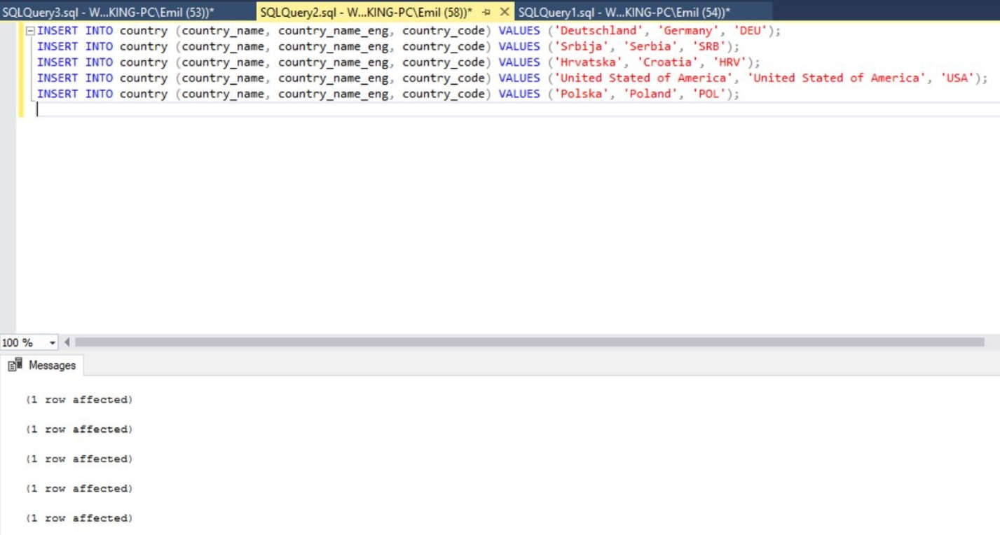 SQLQuery3.sql - W...KING-PC\Emil (53))* SQLQuery2.sql - W...KING-PC\Emil (58))* SQLQuery1.sql - W...KING-PC\Emil (54))*
INSERT INTO country (country_name, country_name_eng, country_code) VALUES ('Deutschland', 'Germany', 'DEU');
INSERT INTO country (country_name, country_name_eng, country_code) VALUES ('Srbija', 'Serbia', 'SRB');
INSERT INTO country (country_name, country_name_eng, country_code) VALUES ('Hrvatska', 'Croatia', 'HRV');
INSERT INTO country (country_name, country_name_eng, country_code) VALUES ('United Stated of America', 'United Stated of America', 'USA');
INSERT INTO country (country_name, country_name_eng, country_code) VALUES ('Polska', 'Poland', 'POL');
100 %
Messages
(1 row affected)
(1 row affected)
(1 row affected)
(1 row affected)
(1 row affected)